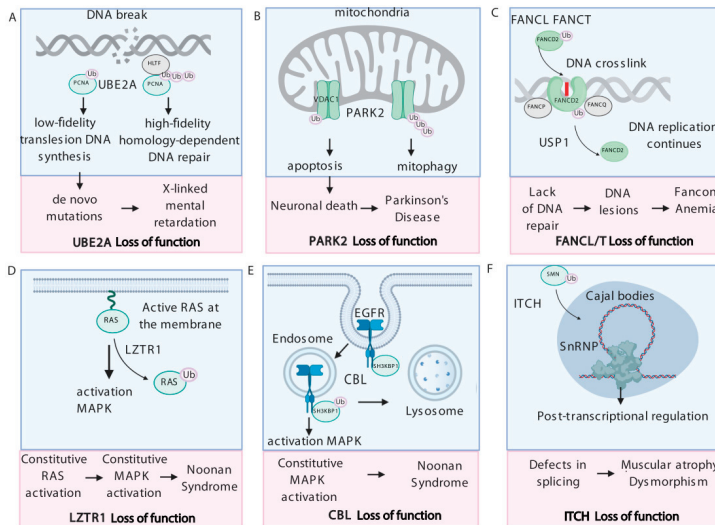 A
DNA break
HLTF
Ub
PCNA
UBE2A
Ub
Ub
Ub
PCNA
low-fidelity
translesion DNA
synthesis
high-fidelity
homology-dependent
DNA repair
de novo
mutations
X-linked
mental
retardation
UBE2A Loss of function
B
mitochondria
VDAC1
PARK2
Ub
Ub
Ub
Ub
apoptosis
mitophagy
Neuronal death
Parkinson's
Disease
PARK2 Loss of function
C
FANCL FANCT
Ub
FANCD2
DNA crosslink
FANCP
FANCD2
FANCQ
Ub
USP1
FANCD2
DNA replication
continues
Lack
of DNA
repair
DNA
lesions
Fancon
Anemia
FANCL/T Loss of function
D
RAS
Active RAS at
the membrane
LZTR1
RAS
Ub
activation
MAPK
Constitutive
RAS
activation
Constitutive
MAPK
activation
Noonan
Syndrome
LZTR1 Loss of function
E
EGFR
Endosome
SH3KBP1
CBL
Ub
SH3KBP1
Lysosome
activation MAPK
Constitutive
MAPK
activation
Noonan
Syndrome
CBL Loss of function
F
SMN
Ub
ITCH
Cajal bodies
SnRNP
Post-transcriptional regulation
Defects in
splicing
Muscular atrophy
Dysmorphism
ITCH Loss of function